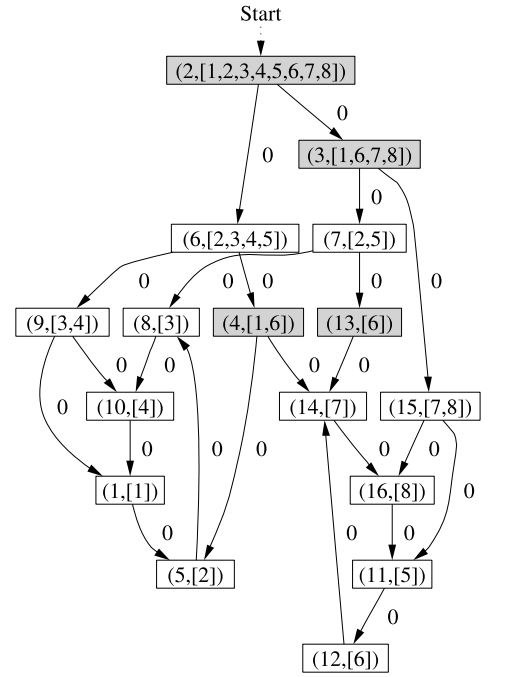 Start
(2,[1,2,3,4,5,6,7,8])
0
0
(3,[1,6,7,8])
0
(6,[2,3,4,5]) (7,[2,5])
0 0 0 0 0
(9,[3,4]) (8,[3]) (4,[1,6]) (13,[6])
0 0 0 0
(10,[4]) (14,[7]) (15,[7,8])
0 0 0 0 0 0 0
(1,[1]) (16,[8])
0 0 0
(5,[2]) (11,[5])
0
(12,[6])